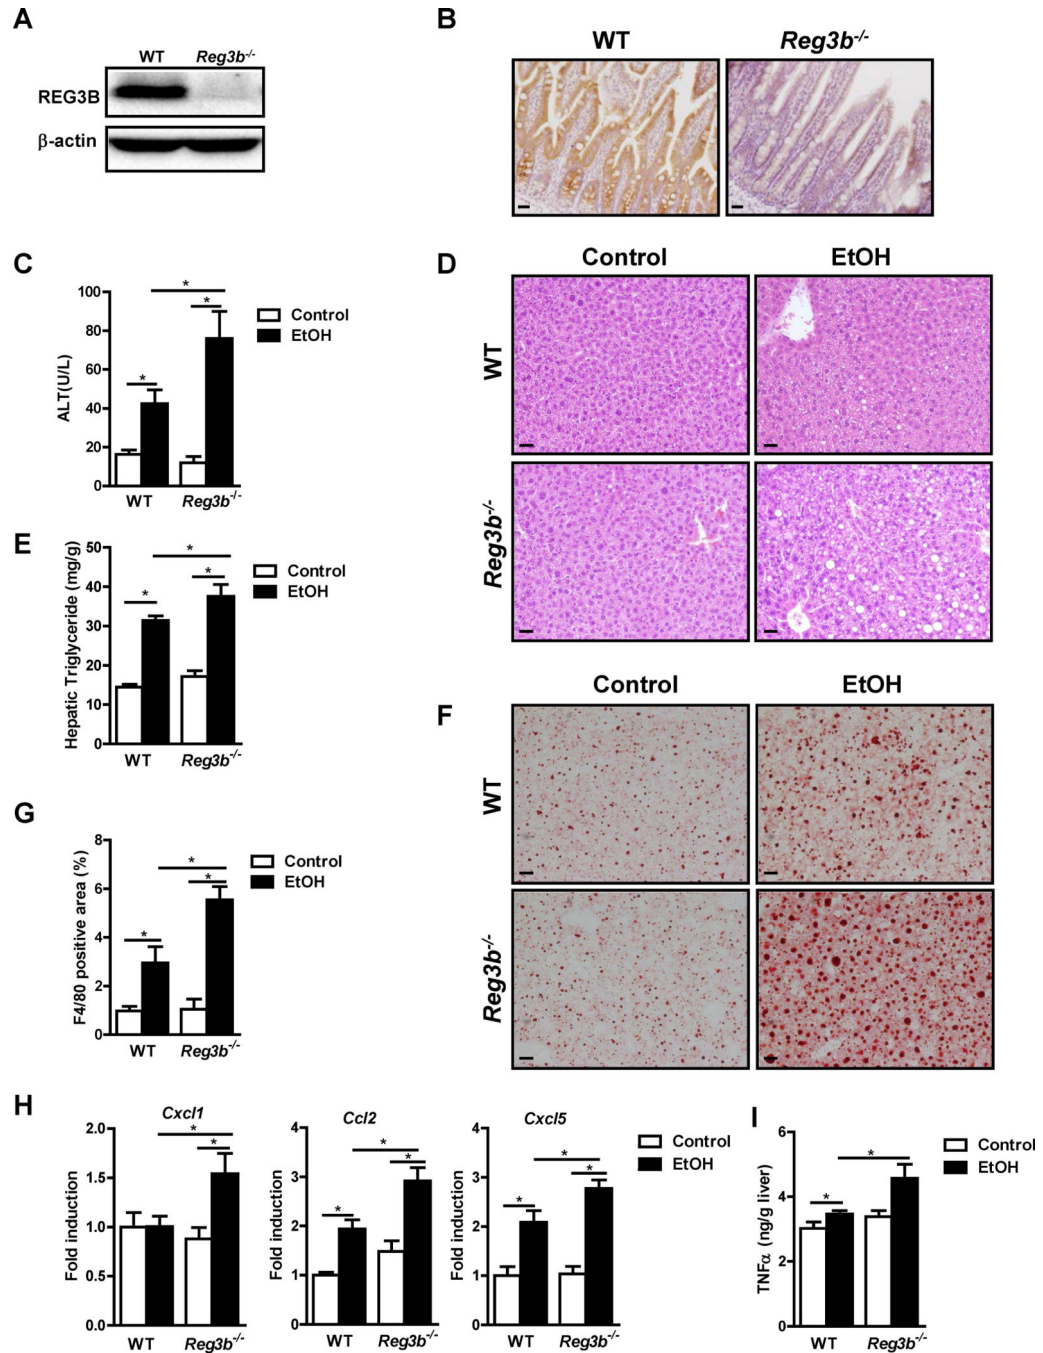 A
WT Reg3b-/-
REG3B
β-actin
B
WT Reg3b-/-
C
ALT(U/L)
100
80
60
40
20
0
WT Reg3b-/-
*
*
*
Control
EtOH
D
Control EtOH
WT
Reg3b-/-
E
Hepatic Triglyceride (mg/g)
50
40
30
20
10
0
WT Reg3b-/-
*
*
*
Control
EtOH
F
Control EtOH
WT
Reg3b-/-
G
F4/80 positive area (%)
8
6
4
2
0
WT Reg3b-/-
*
*
*
Control
EtOH
H
Cxcl1
Fold induction
2.0
1.5
1.0
0.5
0.0
WT Reg3b-/-
*
*
Ccl2
Fold induction
4
3
2
1
0
WT Reg3b-/-
*
*
*
Cxcl5
Fold induction
4
3
2
1
0
WT Reg3b-/-
*
*
*
Control
EtOH
I
TNFα (ng/g liver)
6
4
2
0
WT Reg3b-/-
*
*
Control
EtOH